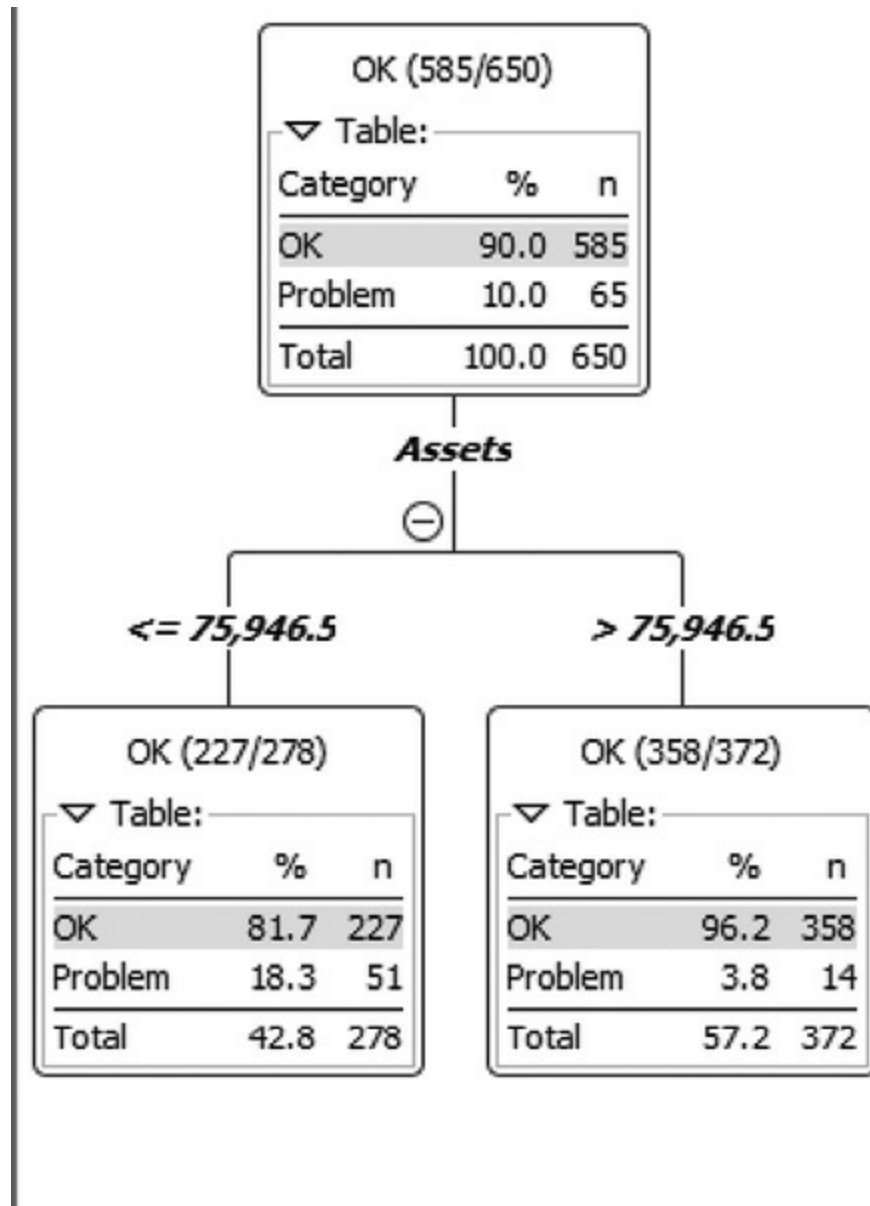 OK (585/650)
Table:
Category % n
OK 90.0 585
Problem 10.0 65
Total 100.0 650
Assets
<= 75,946.5
> 75,946.5
OK (227/278)
Table:
Category % n
OK 81.7 227
Problem 18.3 51
Total 42.8 278
OK (358/372)
Table:
Category % n
OK 96.2 358
Problem 3.8 14
Total 57.2 372